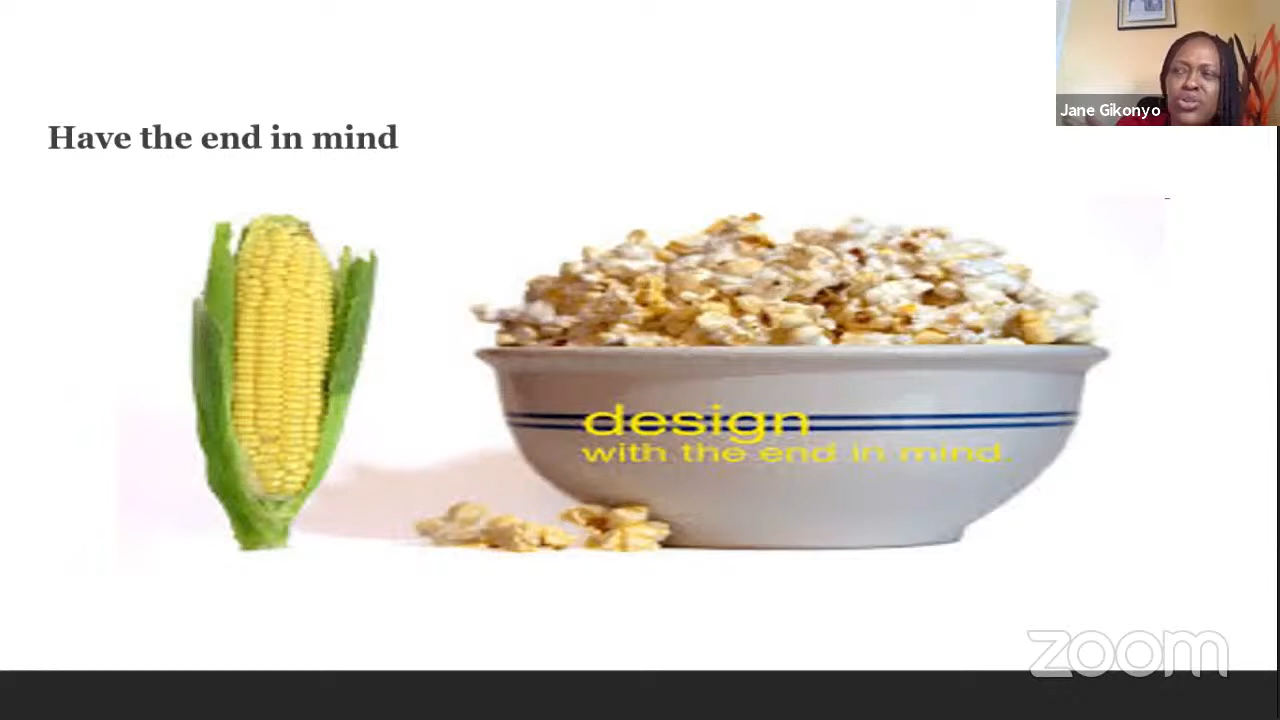 Jane Gikonyo
Have the end in mind
design
with the end in mind.
zoom